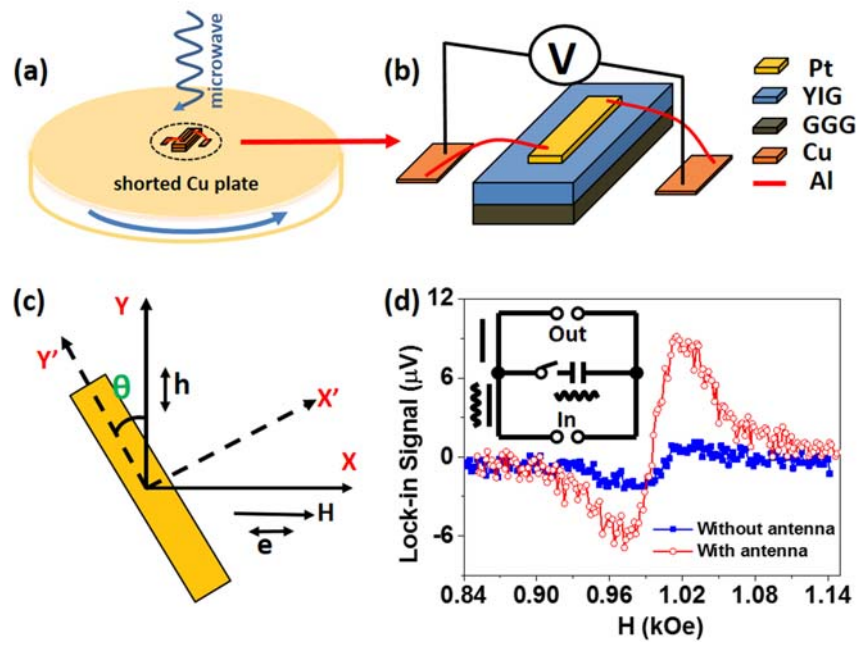 (a)
microwave
shorted Cu plate
(b)
V
Pt
YIG
GGG
Cu
Al
(c)
Y
Y'
θ
h
X'
X
H
e
(d)
12
6
0
-6
Lock-in Signal (μV)
Out
In
Without antenna
With antenna
0.84 0.90 0.96 1.02 1.08 1.14
H (kOe)